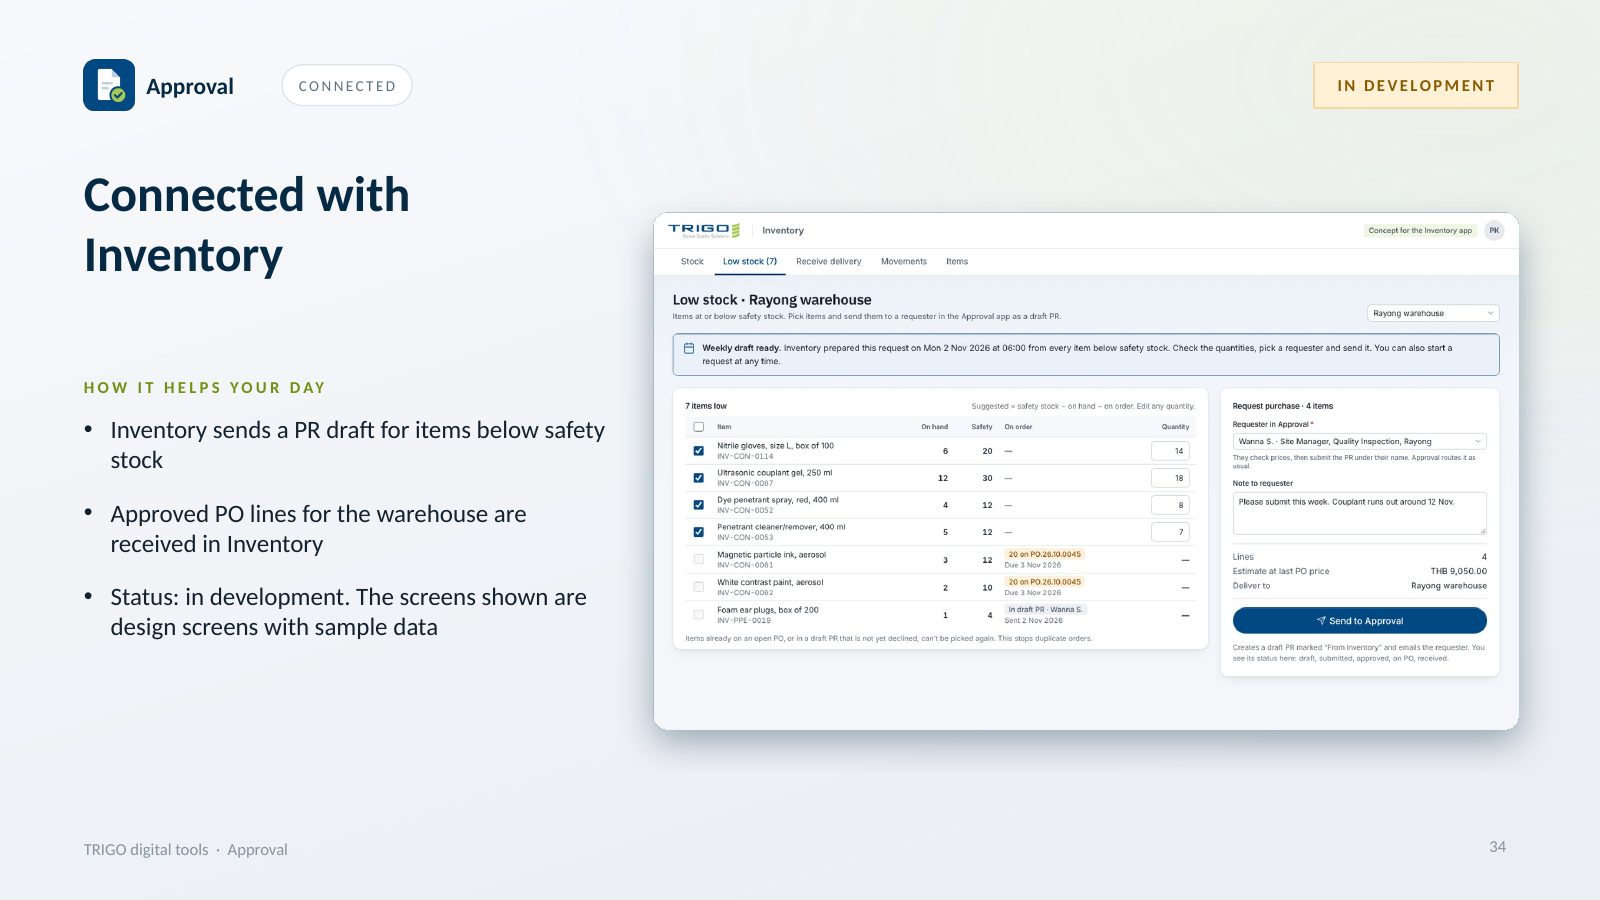 Approval
CONNECTED
IN DEVELOPMENT
Connected with
Inventory
HOW IT HELPS YOUR DAY
• Inventory sends a PR draft for items below safety
stock
• Approved PO lines for the warehouse are
received in Inventory
• Status: in development. The screens shown are
design screens with sample data
TRIGO
Global Quality Solutions
Inventory
Concept for the Inventory app
PK
Stock Low stock (7) Receive delivery Movements Items
Low stock · Rayong warehouse
Items at or below safety stock. Pick items and send them to a requester in the Approval app as a draft PR.
Rayong warehouse
Weekly draft ready. Inventory prepared this request on Mon 2 Nov 2026 at 06:00 from every item below safety stock. Check the quantities, pick a requester and send it. You can also start a
request at any time.
7 items low
Suggested = safety stock − on hand − on order. Edit any quantity.
Item On hand Safety On order Quantity
Nitrile gloves, size L, box of 100
INV-CON-0114
6 20 — 14
Ultrasonic couplant gel, 250 ml
INV-CON-0087
12 30 — 18
Dye penetrant spray, red, 400 ml
INV-CON-0052
4 12 — 8
Penetrant cleaner/remover, 400 ml
INV-CON-0053
5 12 — 7
Magnetic particle ink, aerosol
INV-CON-0061
3 12 20 on PO.26.10.0045 —
Due 3 Nov 2026
White contrast paint, aerosol
INV-CON-0062
2 10 20 on PO.26.10.0045 —
Due 3 Nov 2026
Foam ear plugs, box of 200
INV-PPE-0019
1 4 In draft PR · Wanna S. —
Sent 2 Nov 2026
Items already on an open PO, or in a draft PR that is not yet declined, can't be picked again. This stops duplicate orders.
Request purchase · 4 items
Requester in Approval *
Wanna S. · Site Manager, Quality Inspection, Rayong
They check prices, then submit the PR under their name. Approval routes it as
usual.
Note to requester
Please submit this week. Couplant runs out around 12 Nov.
Lines 4
Estimate at last PO price THB 9,050.00
Deliver to Rayong warehouse
Send to Approval
Creates a draft PR marked "From Inventory" and emails the requester. You
see its status here: draft, submitted, approved, on PO, received.
TRIGO digital tools · Approval
34